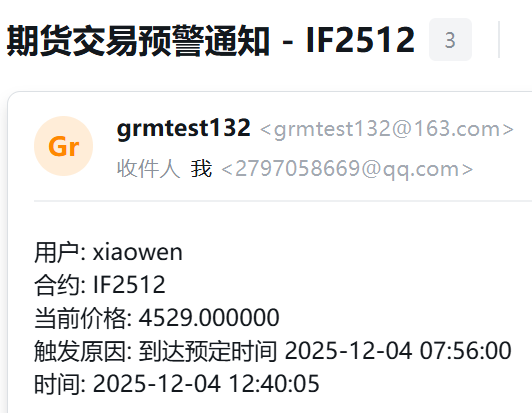 期货交易预警通知 - IF2512 3
Gr
grmtest132 <grmtest132@163.com>
收件人 我 <2797058669@qq.com>
用户: xiaowen
合约: IF2512
当前价格: 4529.000000
触发原因: 到达预定时间 2025-12-04 07:56:00
时间: 2025-12-04 12:40:05